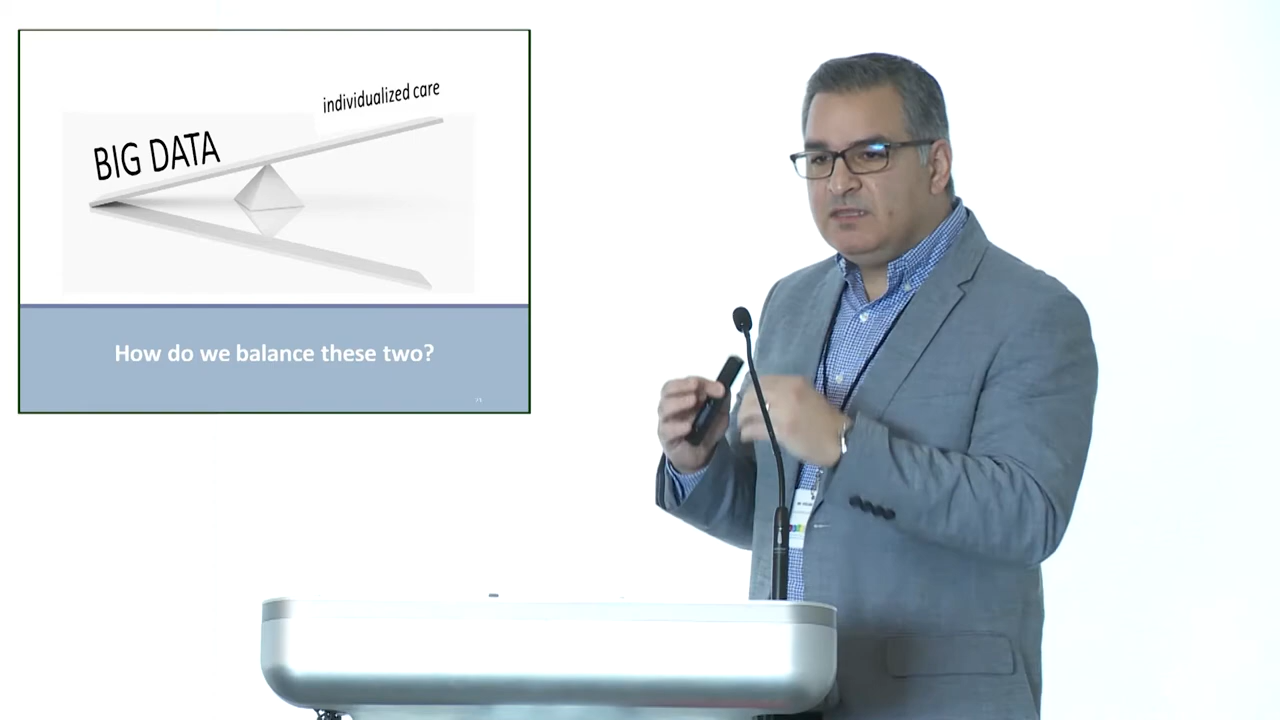 individualized care
BIG DATA
How do we balance these two?